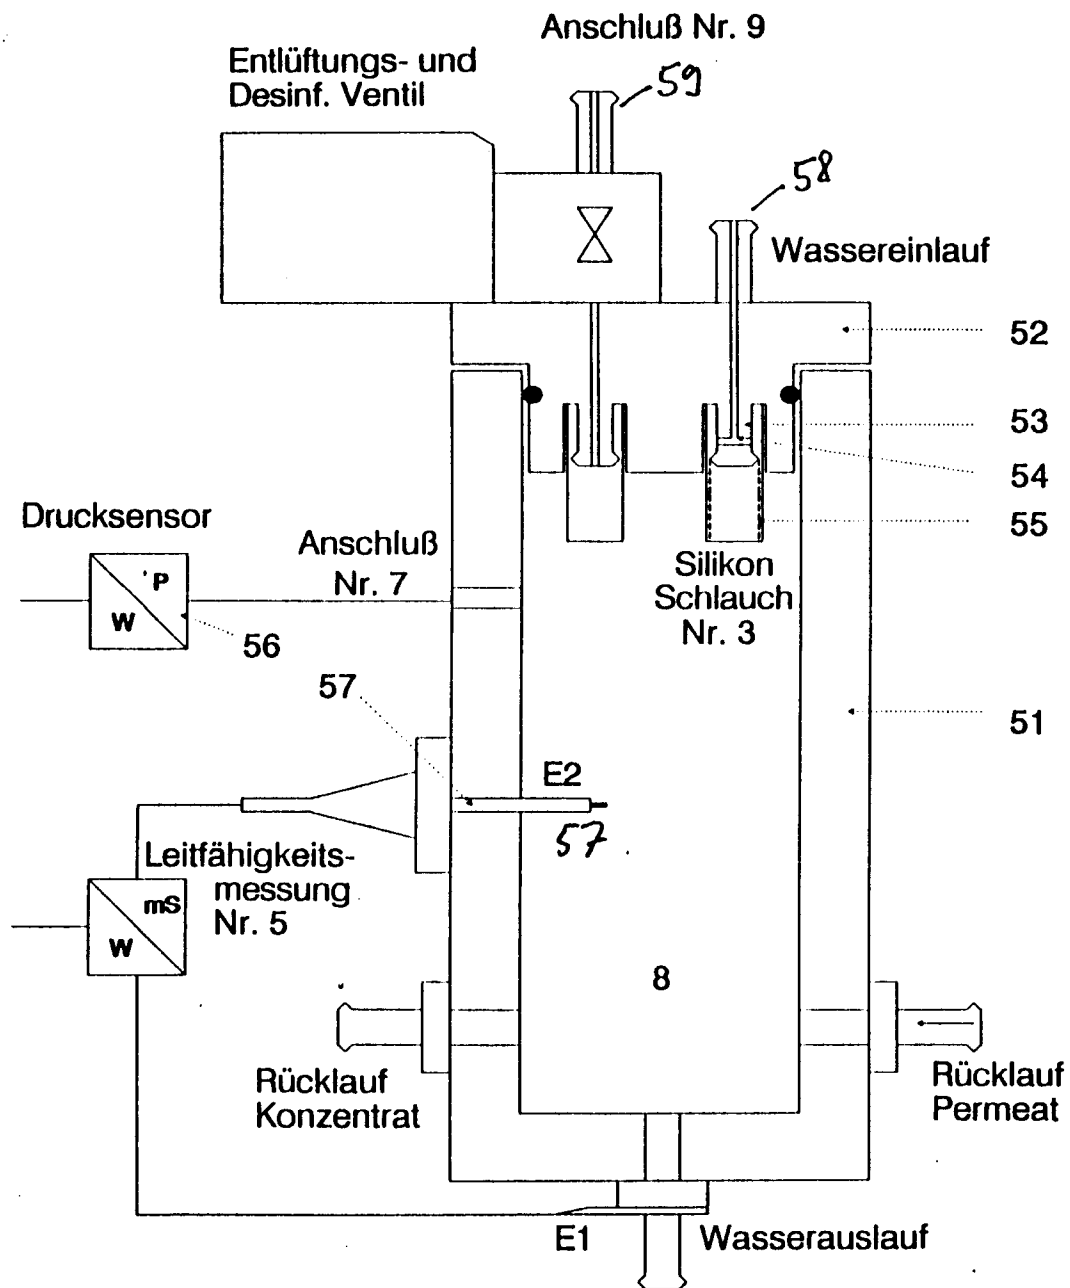 Anschluß Nr. 9
Entlüftungs- und
Desinf. Ventil
59
58
Wassereinlauf
52
53
54
55
Drucksensor
Anschluß
Nr. 7
P
W
56
Silikon
Schlauch
Nr. 3
57
51
E2
57
Leitfähigkeits-
messung
Nr. 5
mS
W
8
Rücklauf
Konzentrat
Rücklauf
Permeat
E1
Wasserauslauf